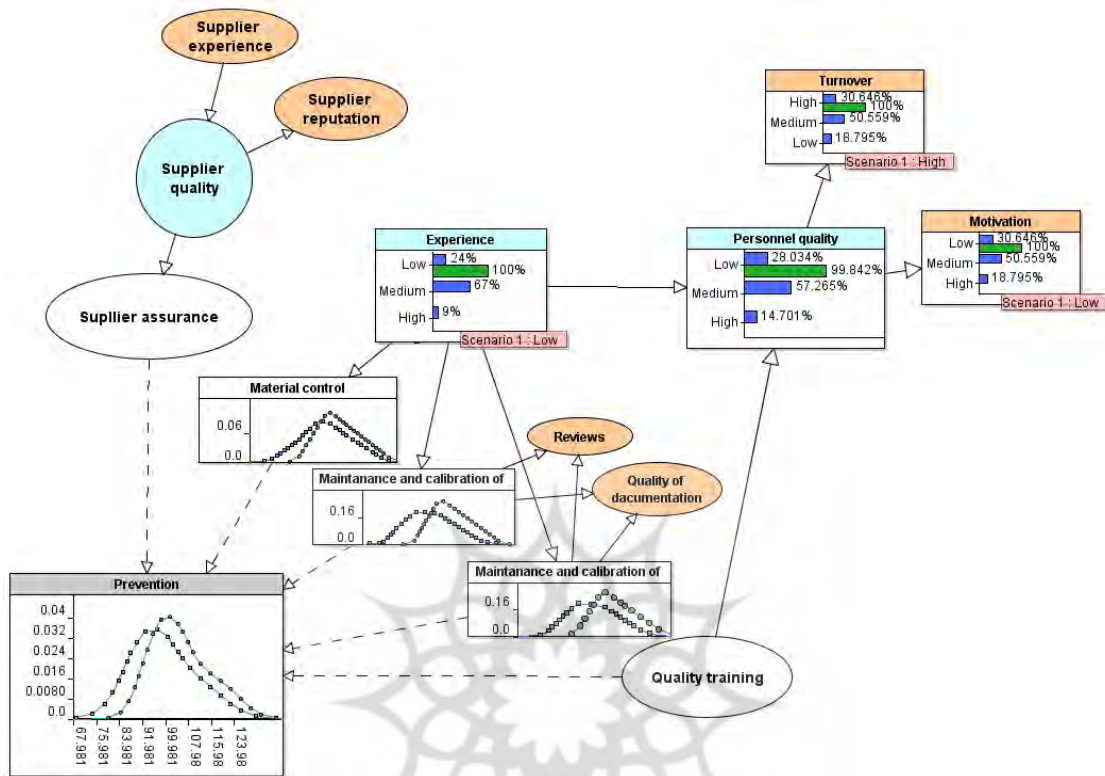 Supplier
experience
Supplier
reputation
Supplier
quality
Supllier assurance
Turnover
High 30.646%
100%
Medium 50.559%
Low 18.795%
Scenario 1 : High
Motivation
Low 30.646%
100%
Medium 50.559%
High 18.795%
Scenario 1 : Low
Experience
Low 24%
100%
Medium 67%
High 9%
Scenario 1 : Low
Personnel quality
Low 28.034%
99.842%
Medium 57.265%
High 14.701%
Material control
0.06
0.0
Maintanance and calibration of
0.16
0.0
Reviews
Quality of
dacumentation
Maintanance and calibration of
0.16
0.0
Quality training
Prevention
0.04
0.032
0.024
0.016
0.0080
0.0
67.981
75.981
83.981
91.981
99.981
107.98
115.98
123.98